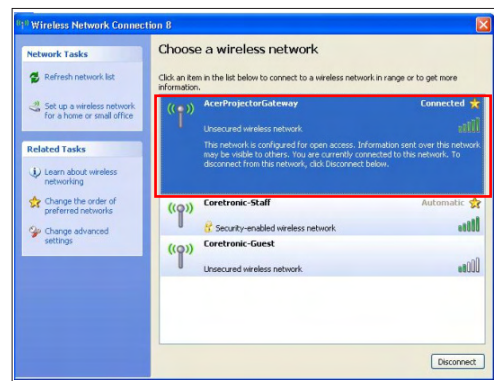 Wireless Network Connection 8
Network Tasks
Refresh network list
Set up a wireless network
for a home or small office
Related Tasks
Learn about wireless
networking
Change the order of
preferred networks
Change advanced
settings
Choose a wireless network
Click an item in the list below to connect to a wireless network in range or to get more
information.
AcerProjectorGateway Connected
Unsecured wireless network
This network is configured for open access. Information sent over this network
may be visible to others. You are currently connected to this network. To
disconnect from this network, click Disconnect below.
Coretronic-Staff Automatic
Security-enabled wireless network
Coretronic-Guest
Unsecured wireless network
Disconnect